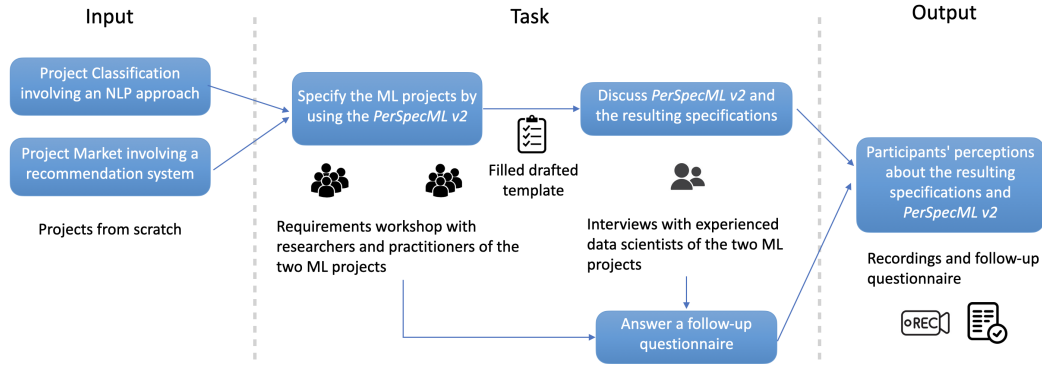 Input
Task
Output
Project Classification
involving an NLP approach
Project Market involving a
recommendation system
Projects from scratch
Specify the ML projects by
using the PerSpecML v2
Filled drafted
template
Requirements workshop with
researchers and practitioners of the
two ML projects
Discuss PerSpecML v2 and
the resulting specifications
Interviews with experienced
data scientists of the two ML
projects
Answer a follow-up
questionnaire
Participants' perceptions
about the resulting
specifications and
PerSpecML v2
Recordings and follow-up
questionnaire
REC